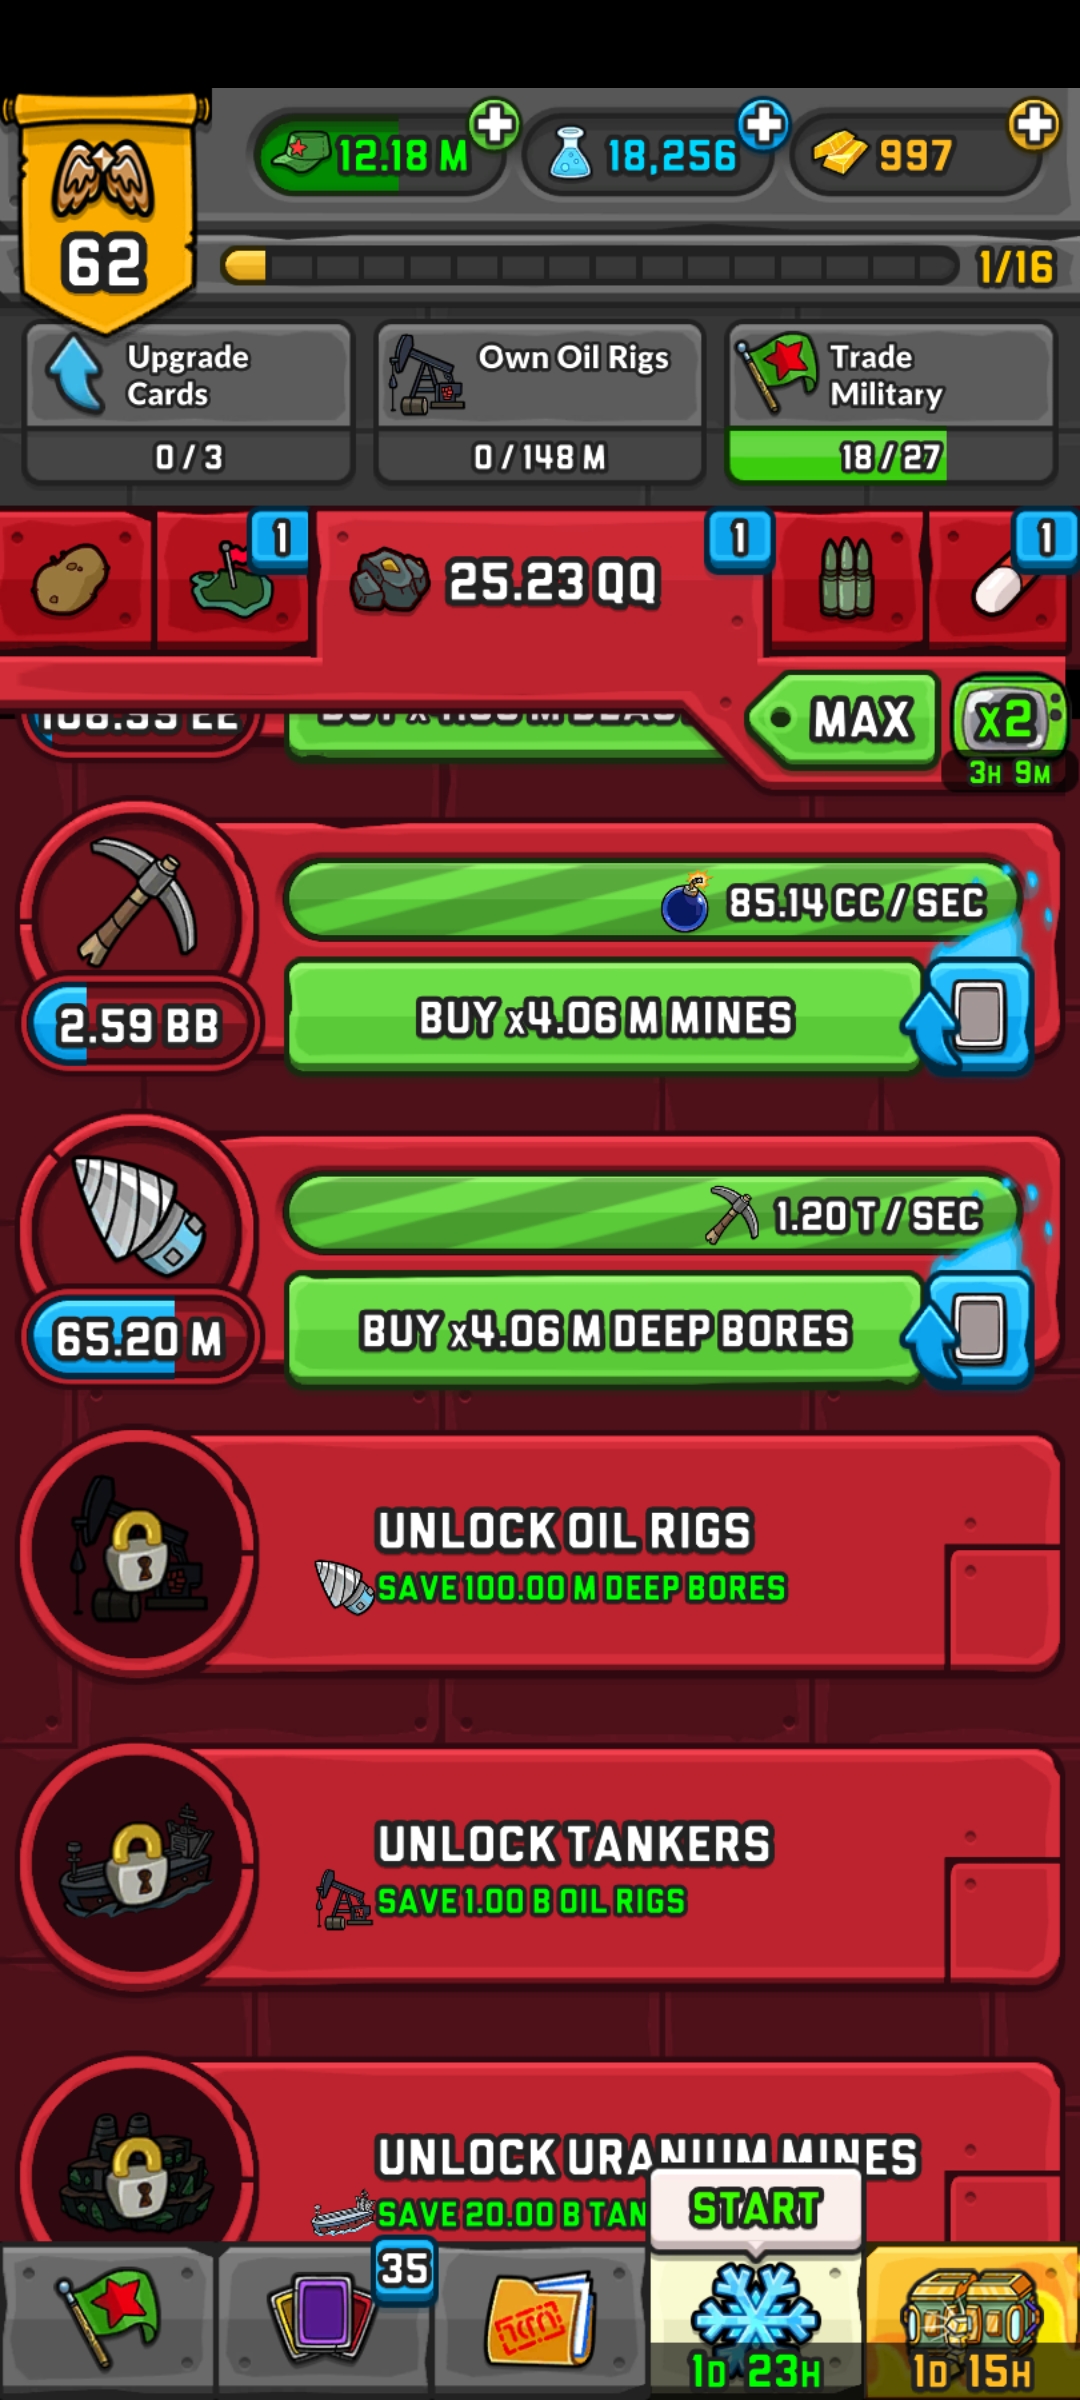 12.18 M
18,256
997
62
1/16
Upgrade
Cards
Own Oil Rigs
Trade
Military
0 / 3
0 / 148 M
18 / 27
1
25.23 QQ
1
1
MAX
x2
3H 9M
85.14 CC / SEC
2.59 BB
BUY x4.06 M MINES
1.20 T / SEC
65.20 M
BUY x4.06 M DEEP BORES
UNLOCK OIL RIGS
SAVE 100.00 M DEEP BORES
UNLOCK TANKERS
SAVE 1.00 B OIL RIGS
UNLOCK URANIUM MINES
SAVE 20.00 B TAN
START
35
1D 23H
1D 15H